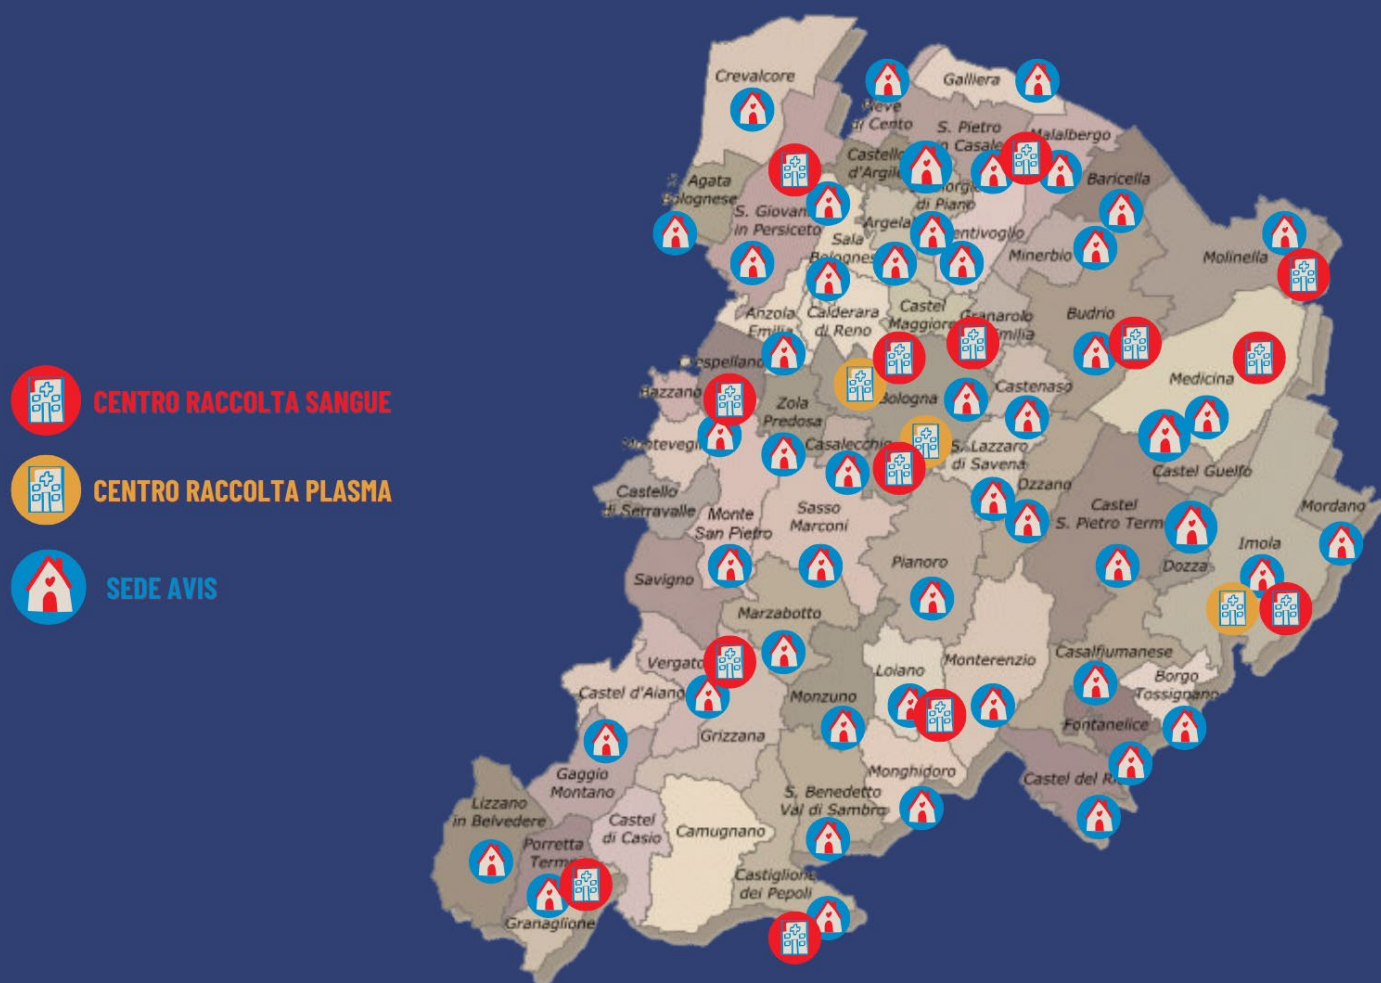 Crevalcore
Galliera
di Cento
S. Pietro
in Casale
Malalbergo
Castello
d'Argile
Baricella
S. Agata
Bolognese
di Piano
S. Giovanni
in Persiceto
Sala
Bolognese
Minerbio
Molinella
Anzola
Emilia
Calderara
di Reno
Castel
Maggiore
Granarolo
Emilia
Budrio
Bazzano
Zola
Predosa
Bologna
Castenaso
Medicina
CENTRO RACCOLTA SANGUE
Casalecchio
S. Lazzaro
di Savena
Castel Guelfo
CENTRO RACCOLTA PLASMA
Castello
di Serravalle
Monte
San Pietro
Sasso
Marconi
Ozzano
Castel
S. Pietro Term
Mordano
Imola
SEDE AVIS
Savigno
Pianoro
Dozza
Marzabotto
Vergato
Loiano
Monterenzio
Casalfiumanese
Borgo
Tossignano
Castel d'Aiano
Monzuno
Fontanelice
Grizzana
Gaggio
Montano
Monghidoro
Castel del R
Lizzano
in Belvedere
Castel
di Casio
Camugnano
S. Benedetto
Val di Sambro
Porretta
Terme
Castiglione
dei Pepoli
Granaglione